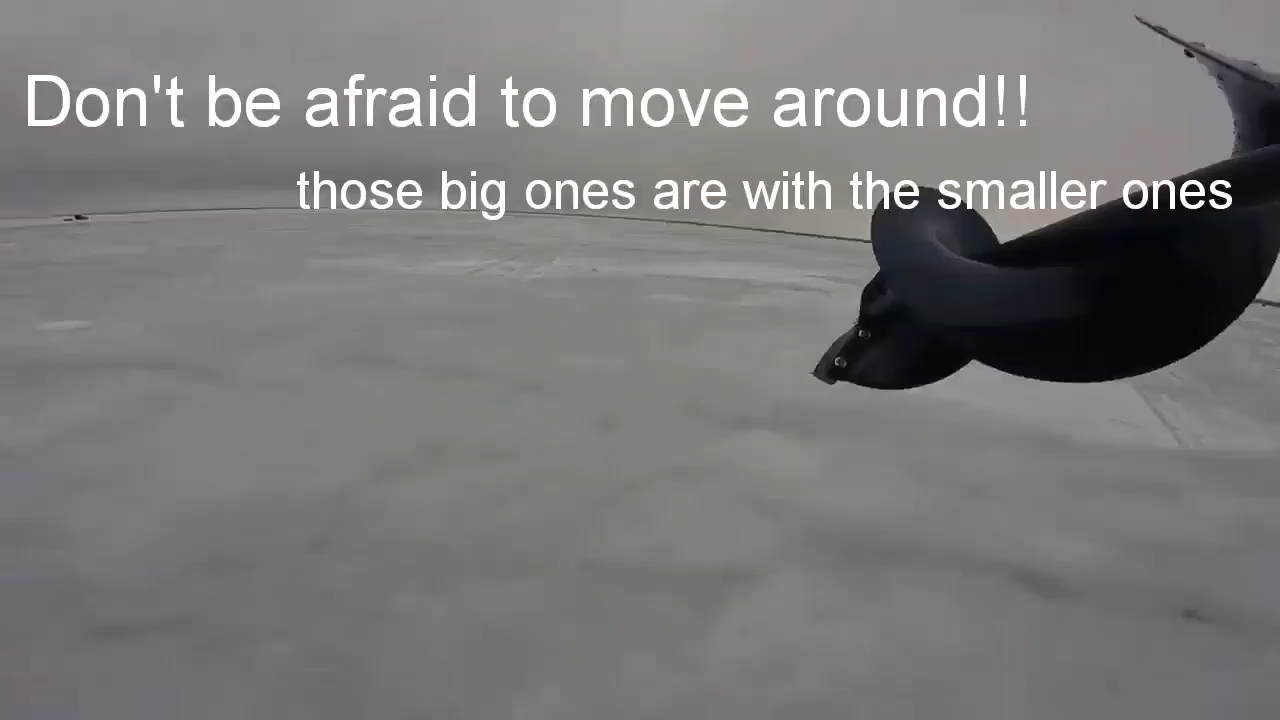 Don't be afraid to move around!!
those big ones are with the smaller ones